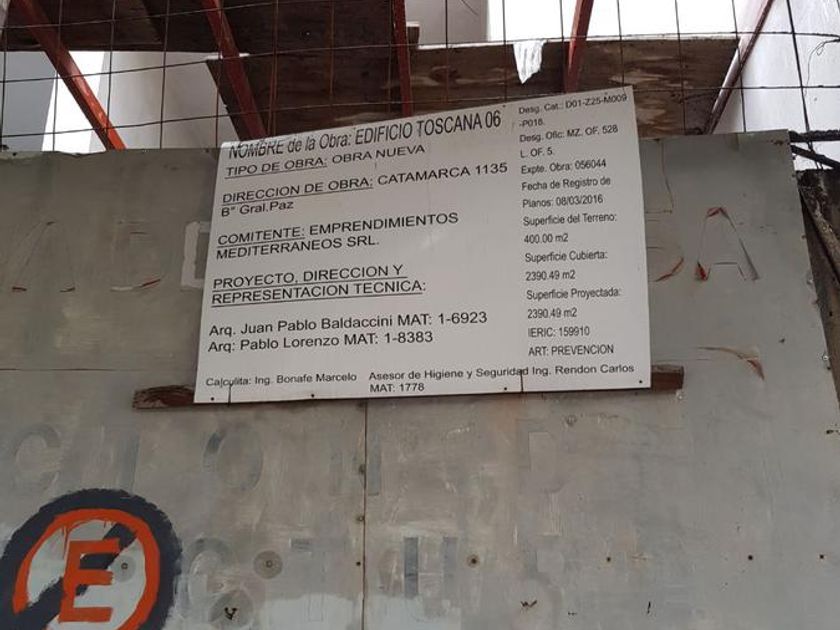 NOMBRE de la Obra: EDIFICIO TOSCANA 06
TIPO DE OBRA: OBRA NUEVA
DIRECCION DE OBRA: CATAMARCA 1135
B° Gral.Paz
COMITENTE: EMPRENDIMIENTOS
MEDITERRANEOS SRL.
PROYECTO, DIRECCION Y
REPRESENTACION TECNICA:
Arq. Juan Pablo Baldaccini MAT: 1-6923
Arq: Pablo Lorenzo MAT: 1-8383
Calculita: Ing. Bonafe Marcelo
Asesor de Higiene y Seguridad Ing. Rendon Carlos
MAT: 1778
Desg. Cat.: D01-Z25-M009
-P016.
Desg. Ofic: MZ. OF. 528
L. OF. 5.
Expte. Obra: 056044
Fecha de Registro de
Planos: 08/03/2016
Superficie del Terreno:
400.00 m2
Superficie Cubierta:
2390.49 m2
Superficie Proyectada:
2390.49 m2
IERIC: 159910
ART: PREVENCION
E